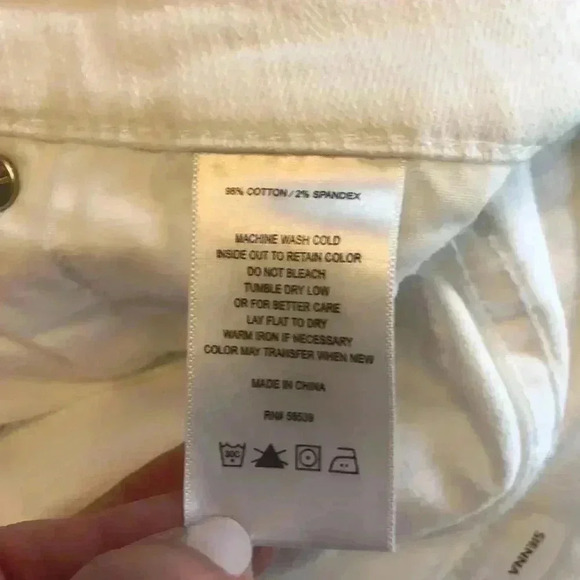 98% COTTON / 2% SPANDEX
MACHINE WASH COLD
INSIDE OUT TO RETAIN COLOR
DO NOT BLEACH
TUMBLE DRY LOW
OR FOR BETTER CARE
LAY FLAT TO DRY
WARM IRON IF NECESSARY
COLOR MAY TRANSFER WHEN NEW
MADE IN CHINA
RN# 56539
30C
SIENNA